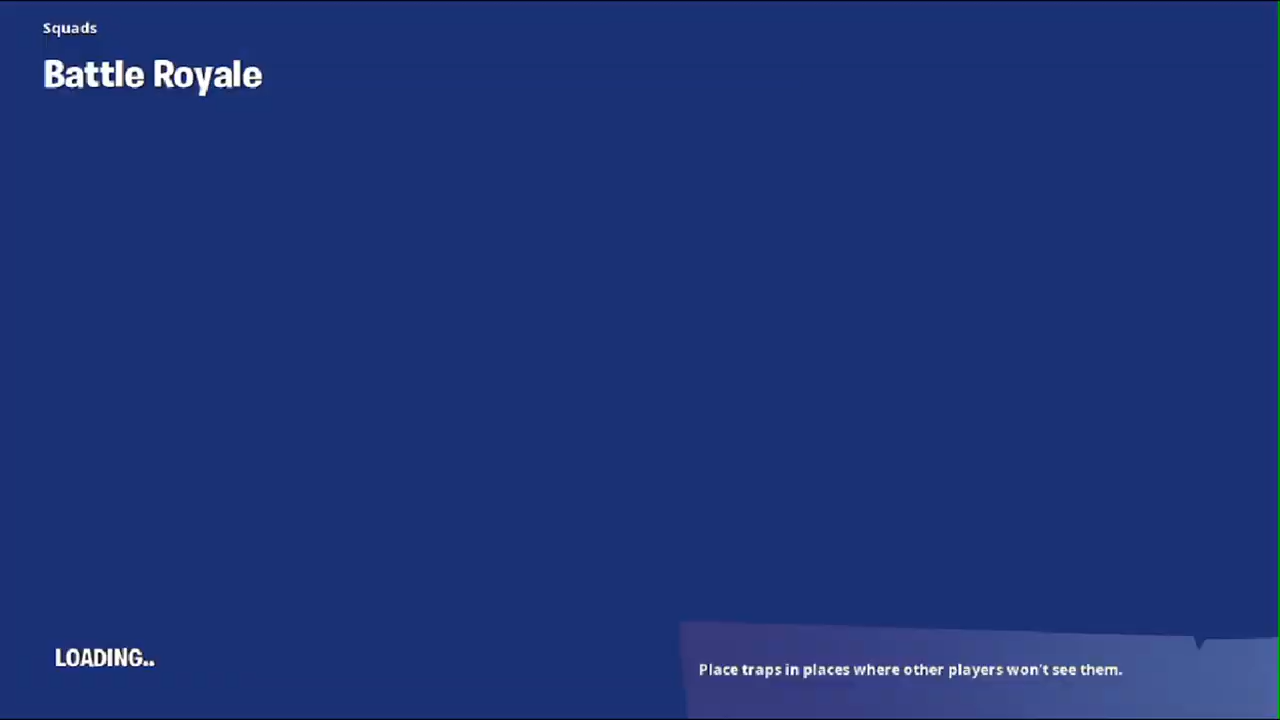 Squads
Battle Royale
LOADING..
Place traps in places where other players won't see them.